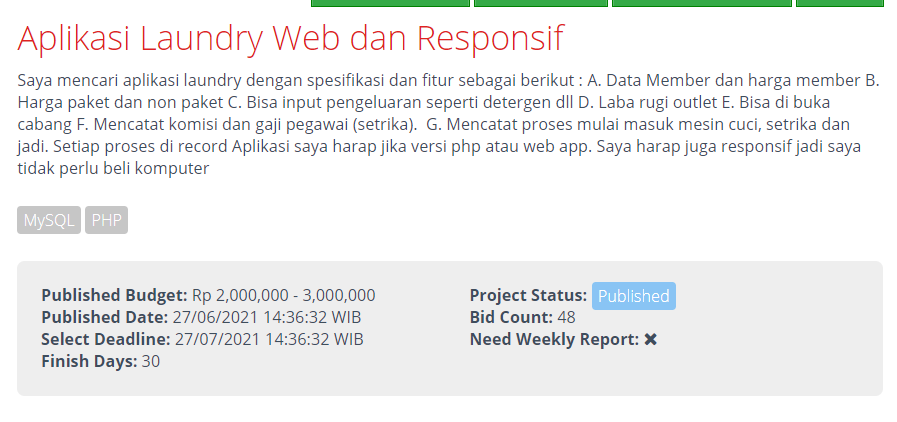 Aplikasi Laundry Web dan Responsif
Saya mencari aplikasi laundry dengan spesifikasi dan fitur sebagai berikut : A. Data Member dan harga member B.
Harga paket dan non paket C. Bisa input pengeluaran seperti detergen dll D. Laba rugi outlet E. Bisa di buka
cabang F. Mencatat komisi dan gaji pegawai (setrika).  G. Mencatat proses mulai masuk mesin cuci, setrika dan
jadi. Setiap proses di record Aplikasi saya harap jika versi php atau web app. Saya harap juga responsif jadi saya
tidak perlu beli komputer
MySQL PHP
Published Budget: Rp 2,000,000 - 3,000,000
Published Date: 27/06/2021 14:36:32 WIB
Select Deadline: 27/07/2021 14:36:32 WIB
Finish Days: 30
Project Status: Published
Bid Count: 48
Need Weekly Report: ✖